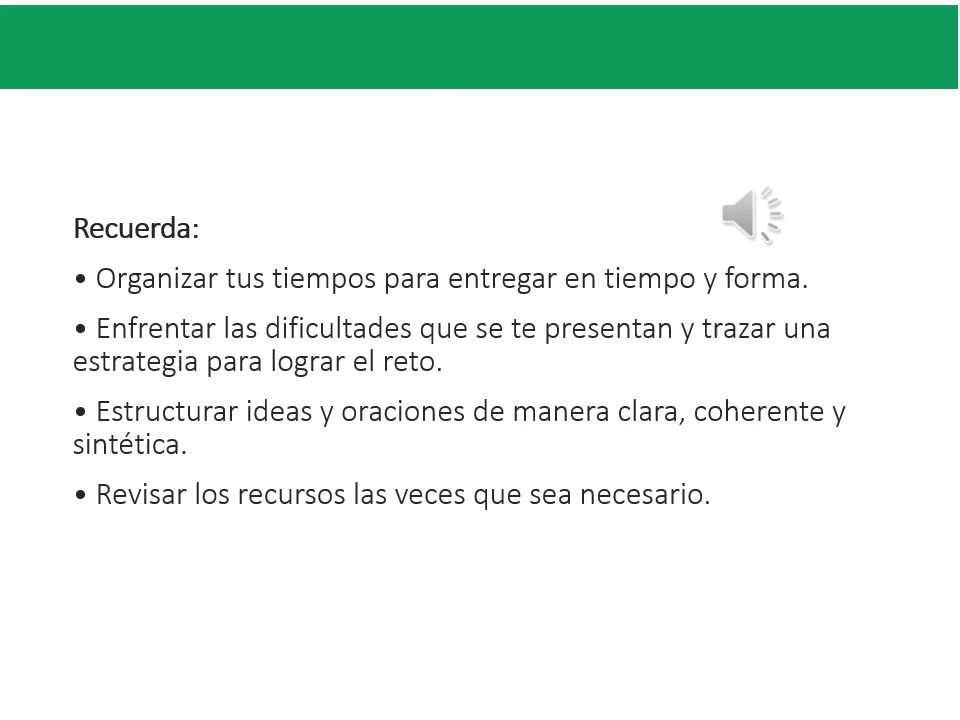 Recuerda:
• Organizar tus tiempos para entregar en tiempo y forma.
• Enfrentar las dificultades que se te presentan y trazar una
estrategia para lograr el reto.
• Estructurar ideas y oraciones de manera clara, coherente y
sintética.
• Revisar los recursos las veces que sea necesario.